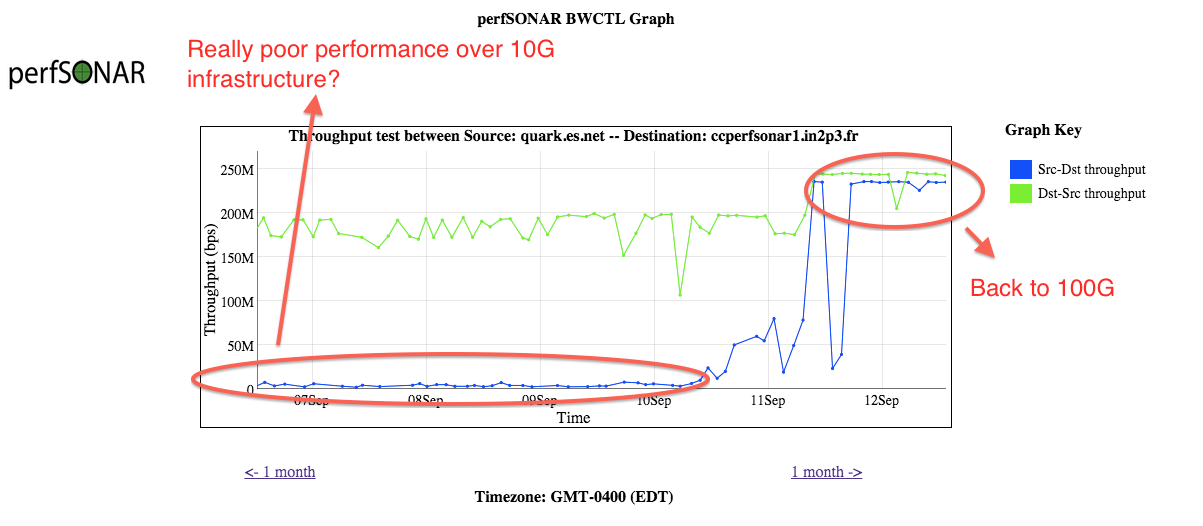 perfSONAR BWCTL Graph
Really poor performance over 10G
infrastructure?
perfSONAR
Throughput test between Source: quark.es.net -- Destination: ccperfsonar1.in2p3.fr
Graph Key
Src-Dst throughput
Dst-Src throughput
Throughput (bps)
250M
200M
150M
100M
50M
0
07Sep
08Sep
09Sep
10Sep
11Sep
12Sep
Time
Back to 100G
<- 1 month
1 month ->
Timezone: GMT-0400 (EDT)